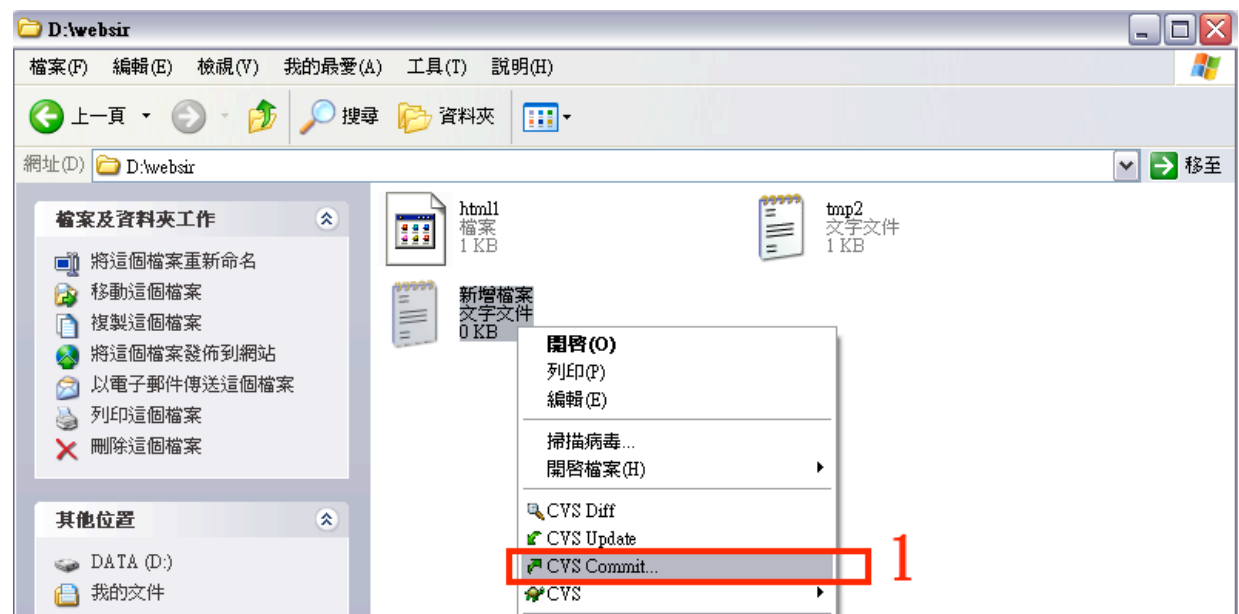 D:\websir
檔案(F) 編輯(E) 檢視(V) 我的最愛(A) 工具(T) 說明(H)
上一頁 搜尋 資料夾
網址(D) D:\websir 移至
檔案及資料夾工作
將這個檔案重新命名
移動這個檔案
複製這個檔案
將這個檔案發佈到網站
以電子郵件傳送這個檔案
列印這個檔案
刪除這個檔案
其他位置
DATA (D:)
我的文件
html1
檔案
1 KB
tmp2
文字文件
1 KB
新增檔案
文字文件
0 KB
開啓(O)
列印(P)
編輯(E)
掃描病毒...
開啓檔案(H)
CVS Diff
CVS Update
CVS Commit...
CVS
1